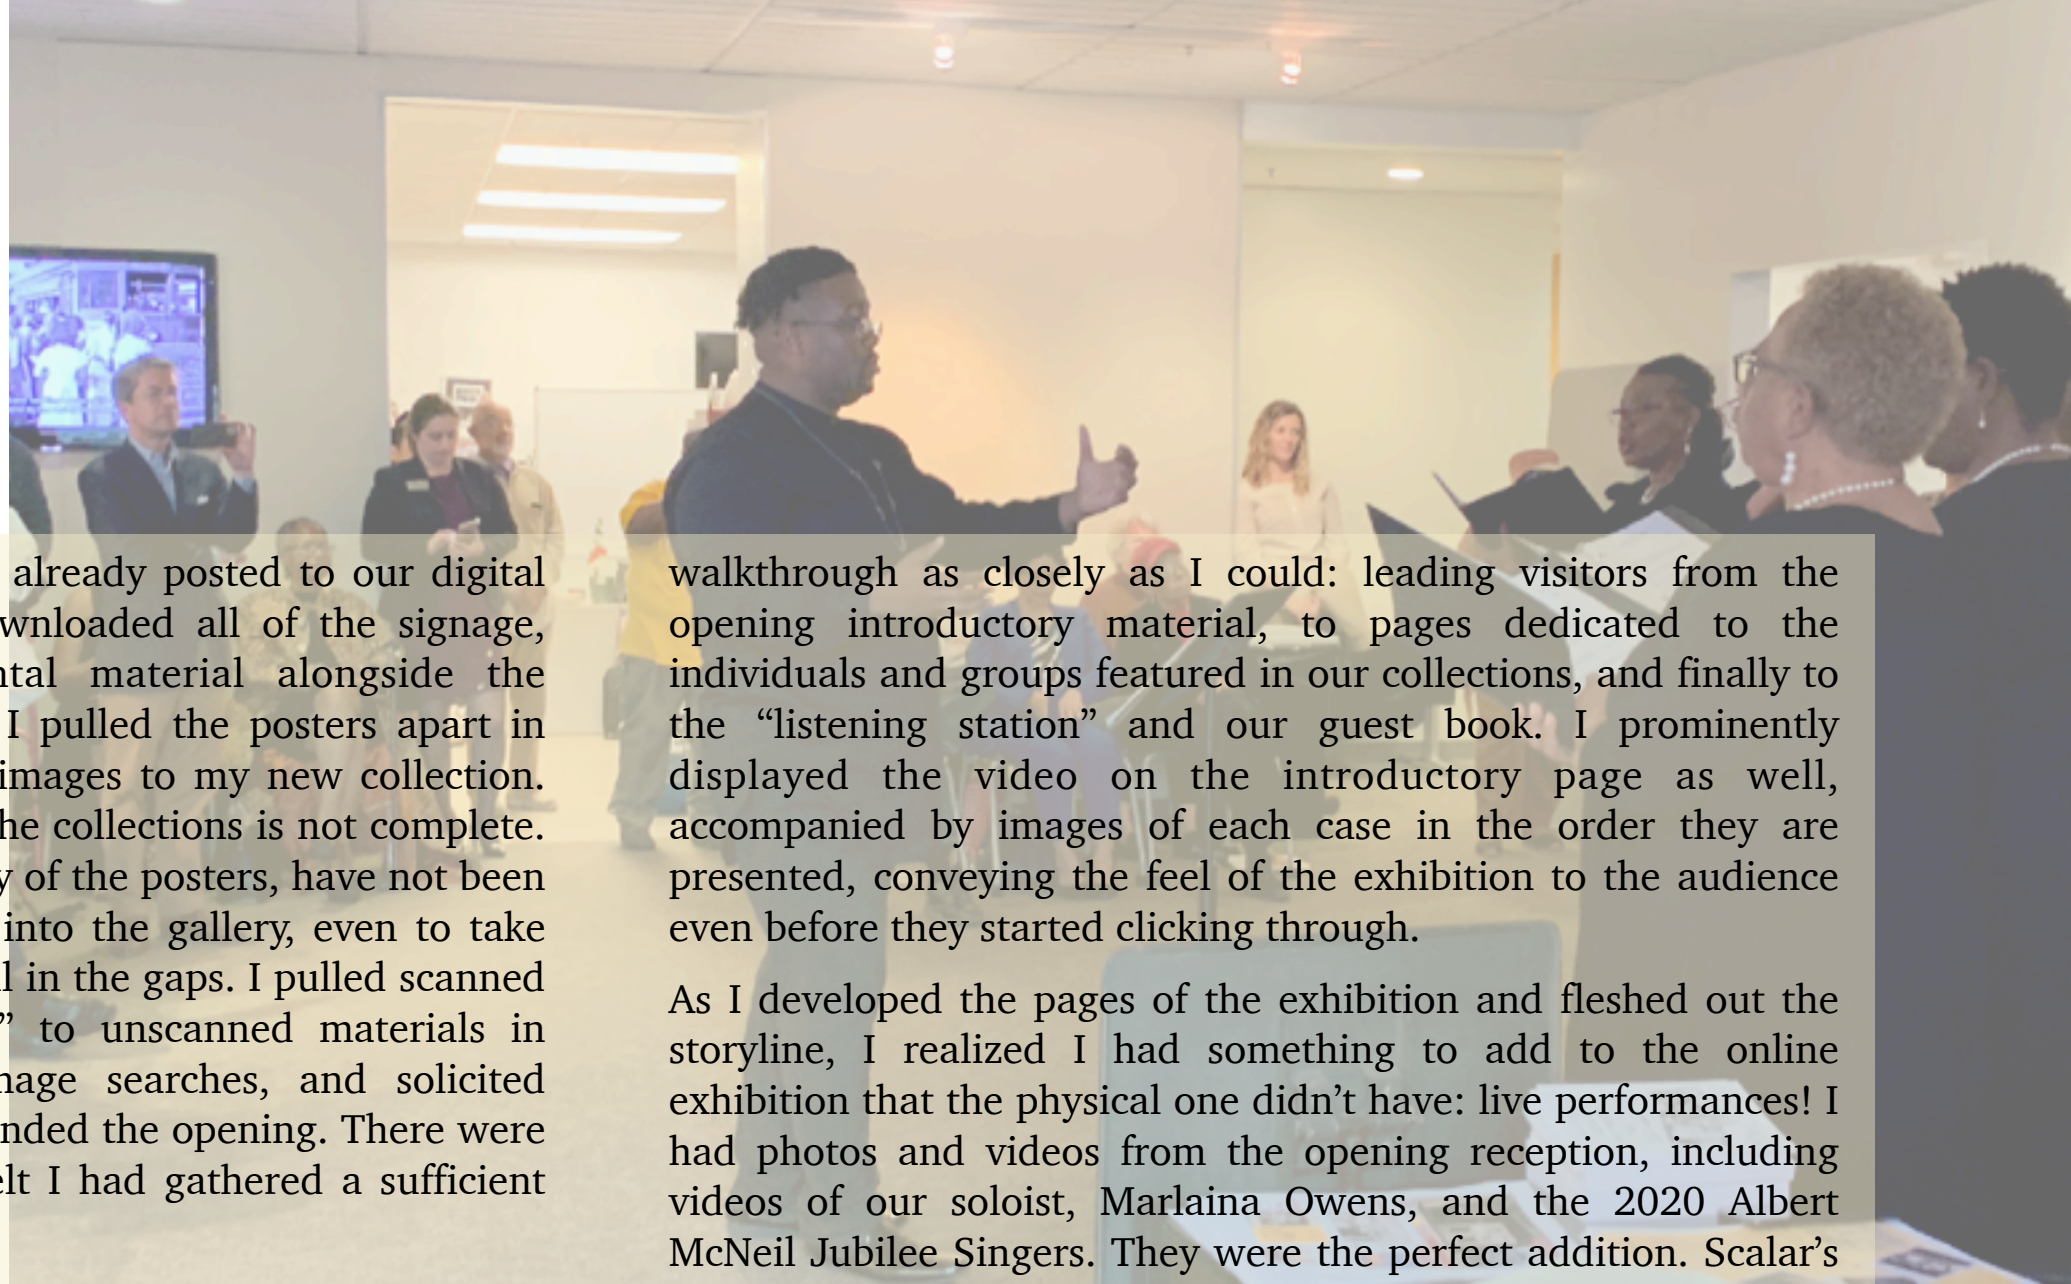 already posted to our digital
all of the signage,
material alongside the
I pulled the posters apart in
images to my new collection.
collections is not complete.
of the posters, have not been
into the gallery, even to take
in the gaps. I pulled scanned
” to unscanned materials in
searches, and solicited
the opening. There were
I had gathered a sufficient
walkthrough as closely as I could: leading visitors from the
opening introductory material, to pages dedicated to the
individuals and groups featured in our collections, and finally to
the “listening station” and our guest book. I prominently
displayed the video on the introductory page as well,
accompanied by images of each case in the order they are
presented, conveying the feel of the exhibition to the audience
even before they started clicking through.
As I developed the pages of the exhibition and fleshed out the
storyline, I realized I had something to add to the online
exhibition that the physical one didn’t have: live performances! I
had photos and videos from the opening reception, including
videos of our soloist, Marlaina Owens, and the 2020 Albert
McNeil Jubilee Singers. They were the perfect addition. Scalar’s